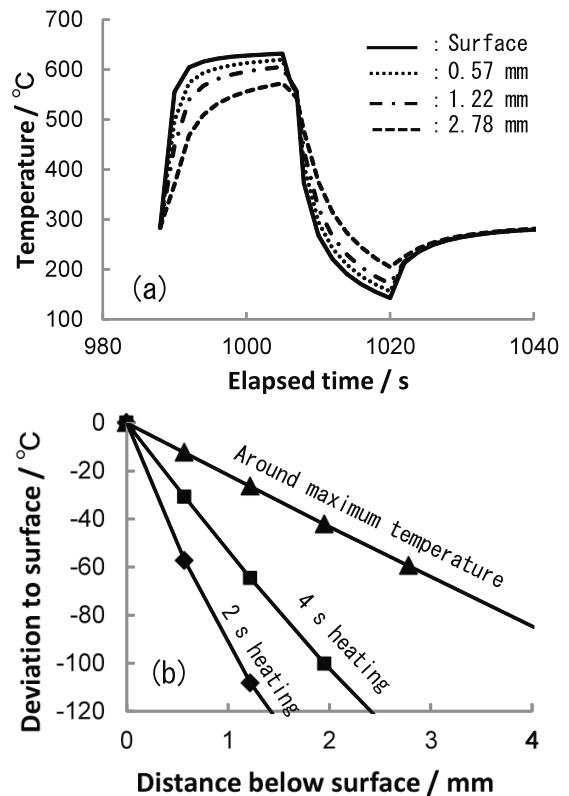 700
600
500
400
300
200
100
Temperature / ℃
: Surface
: 0.57 mm
: 1.22 mm
: 2.78 mm
(a)
980
1000
1020
1040
Elapsed time / s
0
-20
-40
-60
-80
-100
-120
Deviation to surface / ℃
Around maximum temperature
4 s heating
2 s heating
(b)
0
1
2
3
4
Distance below surface / mm